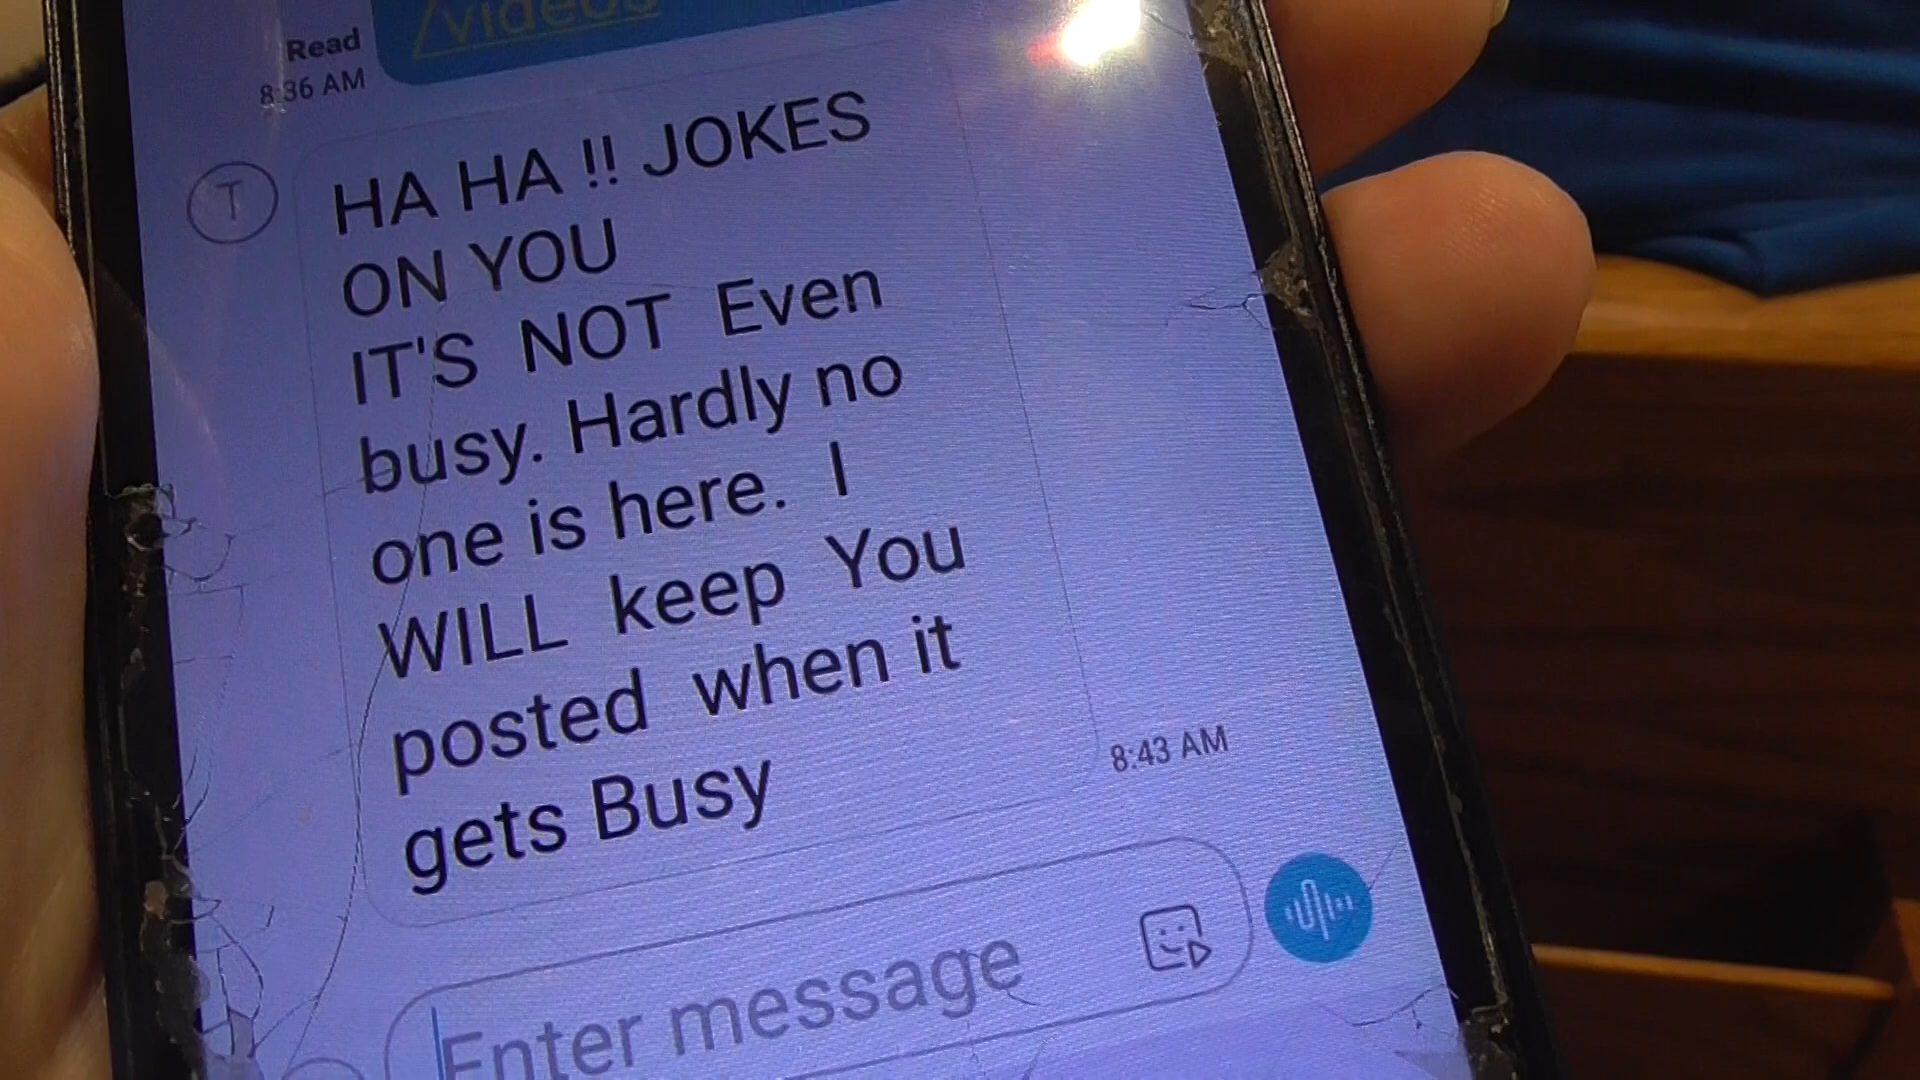 /videos
Read
8:36 AM
T
HA HA !! JOKES
ON YOU
IT'S NOT Even
busy. Hardly no
one is here. I
WILL keep You
posted when it
gets Busy
8:43 AM
Enter message